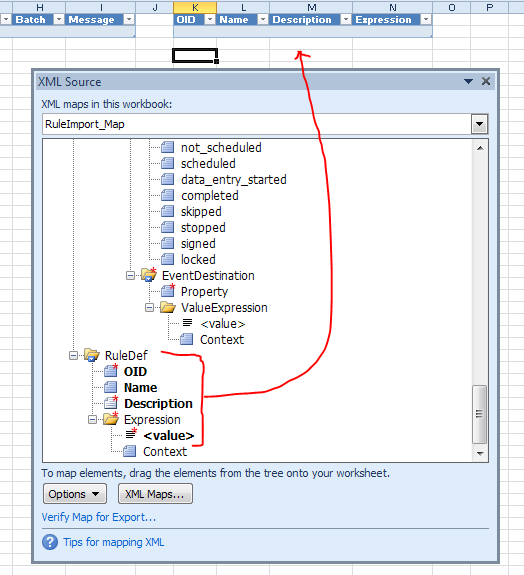 H I J K L M N O P
Batch Message OID Name Description Expression
XML Source
XML maps in this workbook:
RuleImport_Map
not_scheduled
scheduled
data_entry_started
completed
skipped
stopped
signed
locked
EventDestination
Property
ValueExpression
<value>
Context
RuleDef
OID
Name
Description
Expression
<value>
Context
To map elements, drag the elements from the tree onto your worksheet.
Options XML Maps...
Verify Map for Export...
? Tips for mapping XML